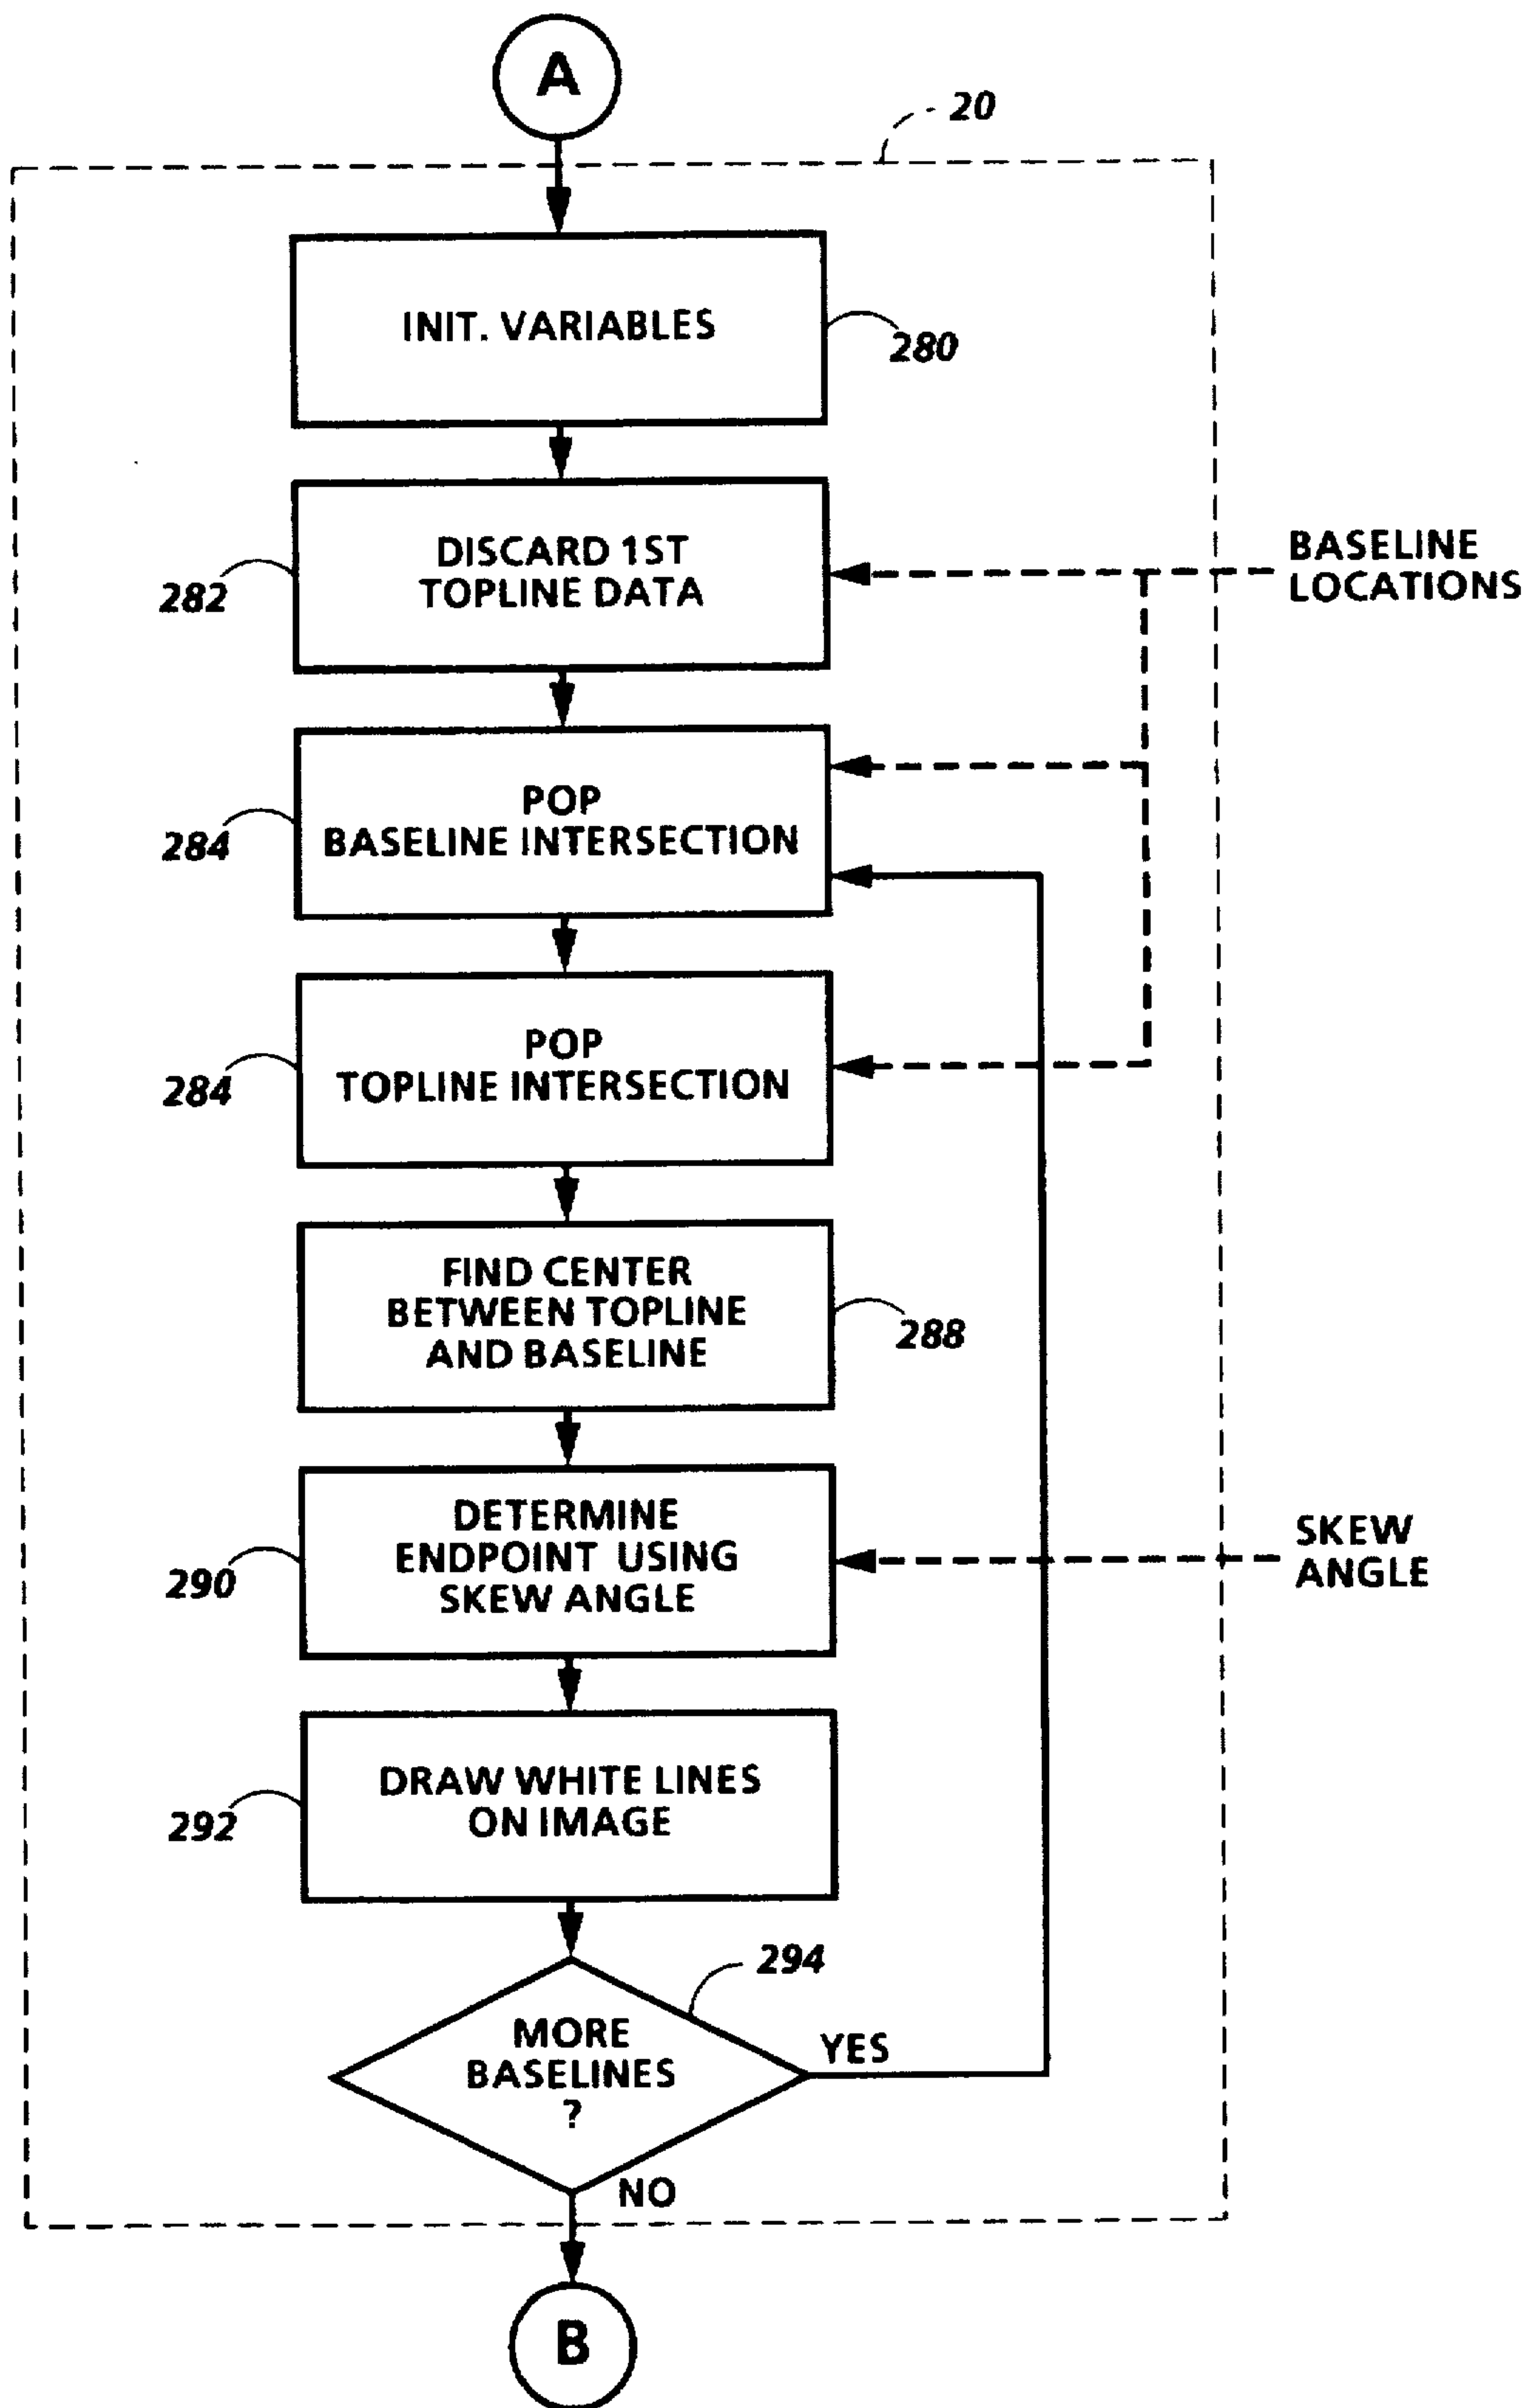 A
20
INIT. VARIABLES
280
DISCARD 1ST
TOPLINE DATA
282
BASELINE
LOCATIONS
POP
BASELINE INTERSECTION
284
POP
TOPLINE INTERSECTION
284
FIND CENTER
BETWEEN TOPLINE
AND BASELINE
288
DETERMINE
ENDPOINT USING
SKEW ANGLE
290
SKEW
ANGLE
DRAW WHITE LINES
ON IMAGE
292
294
MORE
BASELINES
?
YES
NO
B